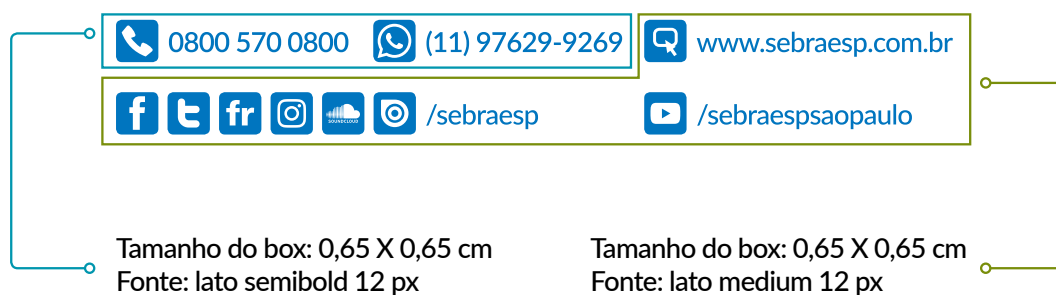 0800 570 0800 (11) 97629-9269 www.sebraesp.com.br
f t fr SOUNDCLOUD /sebraesp /sebraespsaopaulo
Tamanho do box: 0,65 X 0,65 cm
Fonte: lato semibold 12 px
Tamanho do box: 0,65 X 0,65 cm
Fonte: lato medium 12 px